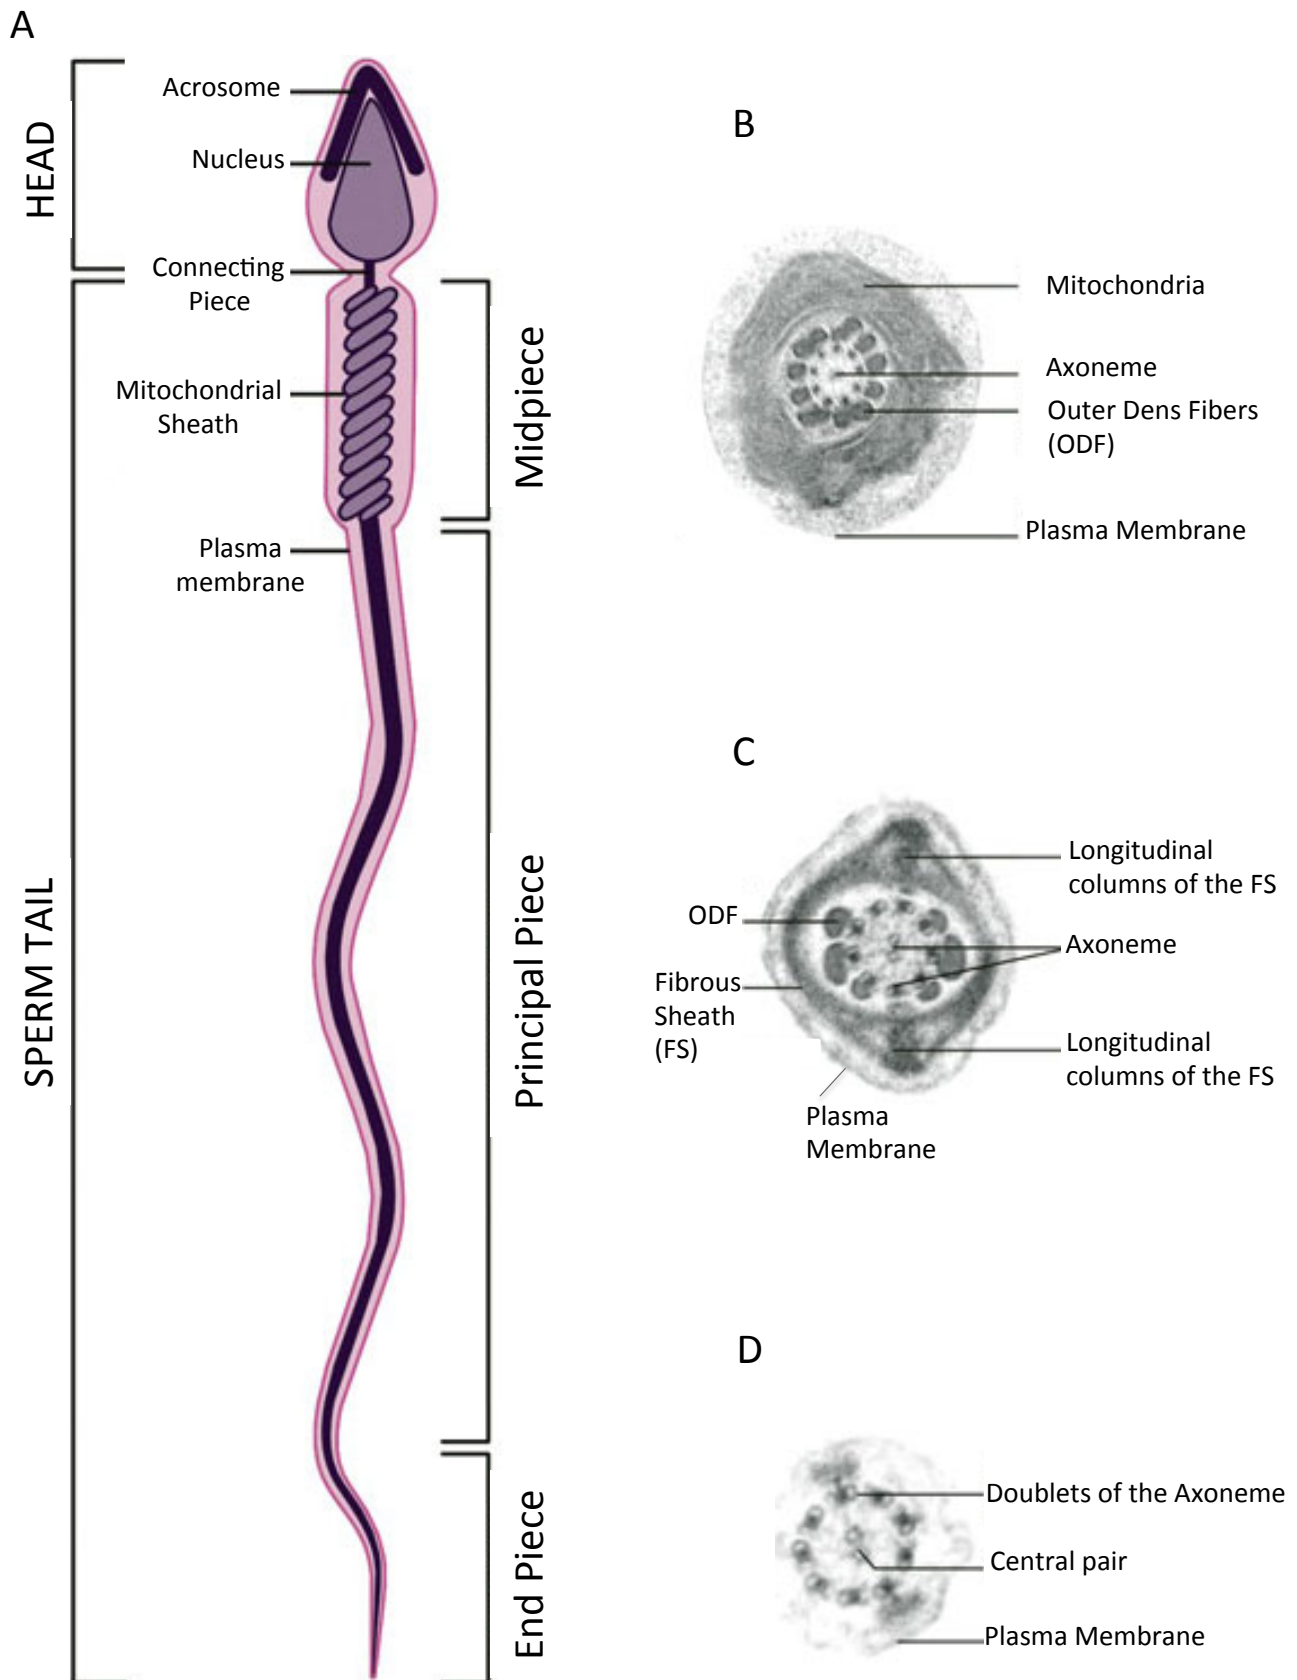 A
HEAD
Acrosome
Nucleus
Connecting
Piece
Mitochondrial
Sheath
Plasma
membrane
SPERM TAIL
Midpiece
Principal Piece
End Piece
B
Mitochondria
Axoneme
Outer Dens Fibers
(ODF)
Plasma Membrane
C
Longitudinal
columns of the FS
ODF
Axoneme
Fibrous
Sheath
(FS)
Longitudinal
columns of the FS
Plasma
Membrane
D
Doublets of the Axoneme
Central pair
Plasma Membrane